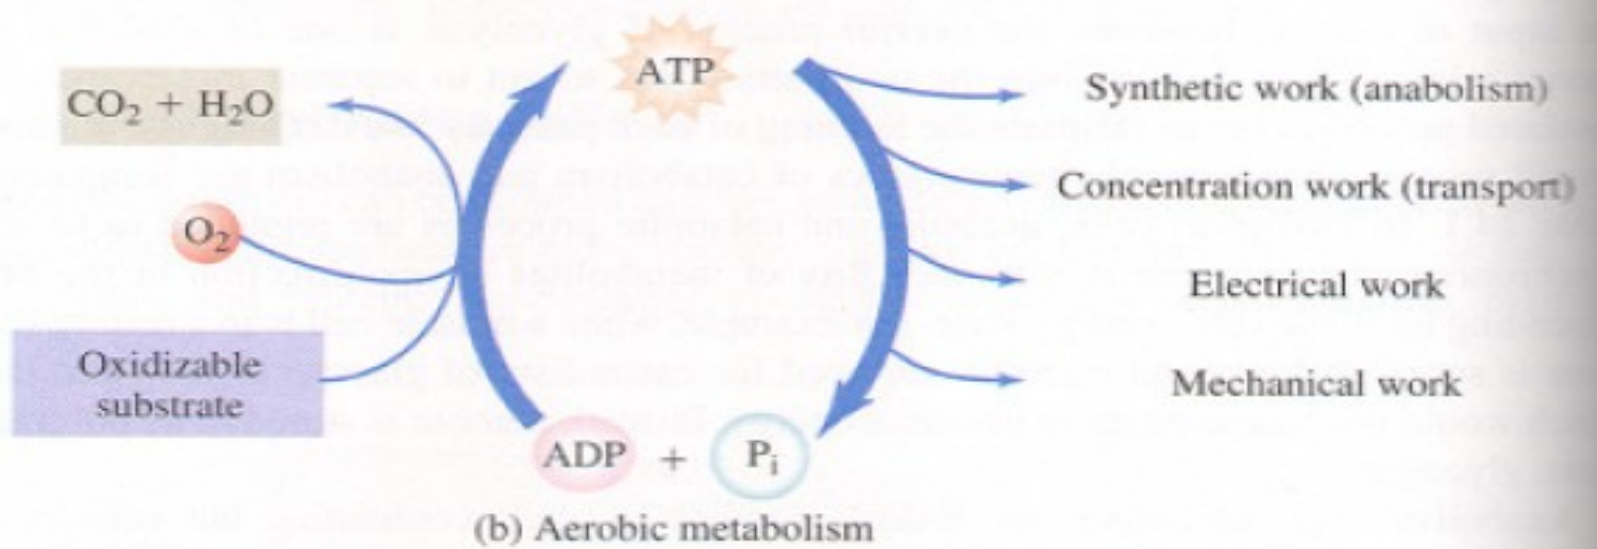 ATP
CO₂ + H₂O
Synthetic work (anabolism)
Concentration work (transport)
O₂
Electrical work
Oxidizable
substrate
Mechanical work
ADP + Pᵢ
(b) Aerobic metabolism